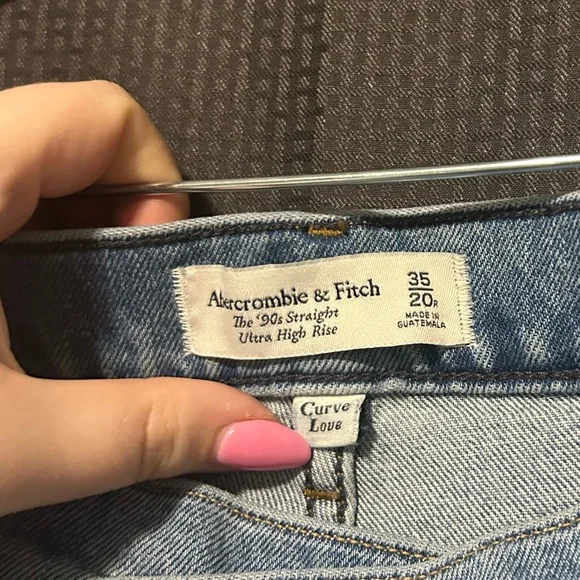 Abercrombie & Fitch
The '90s Straight
Ultra High Rise
35
20R
MADE IN
GUATEMALA
Curve
Love